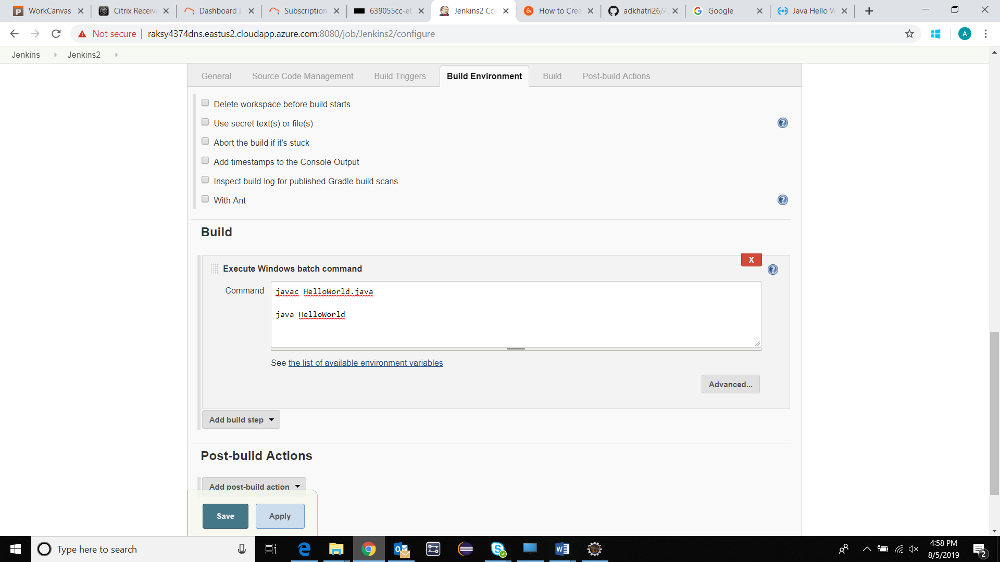 WorkCanvas
Citrix Receiv
Dashboard |
Subscription
639055cc-eb
Jenkins2 Con
How to Crea
adkhatri26/A
Google
Java Hello W
Not secure | raksy4374dns.eastus2.cloudapp.azure.com:8080/job/Jenkins2/configure
A
Jenkins
Jenkins2
General
Source Code Management
Build Triggers
Build Environment
Build
Post-build Actions
Delete workspace before build starts
Use secret text(s) or file(s)
Abort the build if it's stuck
Add timestamps to the Console Output
Inspect build log for published Gradle build scans
With Ant
Build
X
Execute Windows batch command
Command
javac HelloWorld.java
java HelloWorld
See the list of available environment variables
Advanced...
Add build step
Post-build Actions
Add post-build action
Save
Apply
Type here to search
4:58 PM
8/5/2019
2